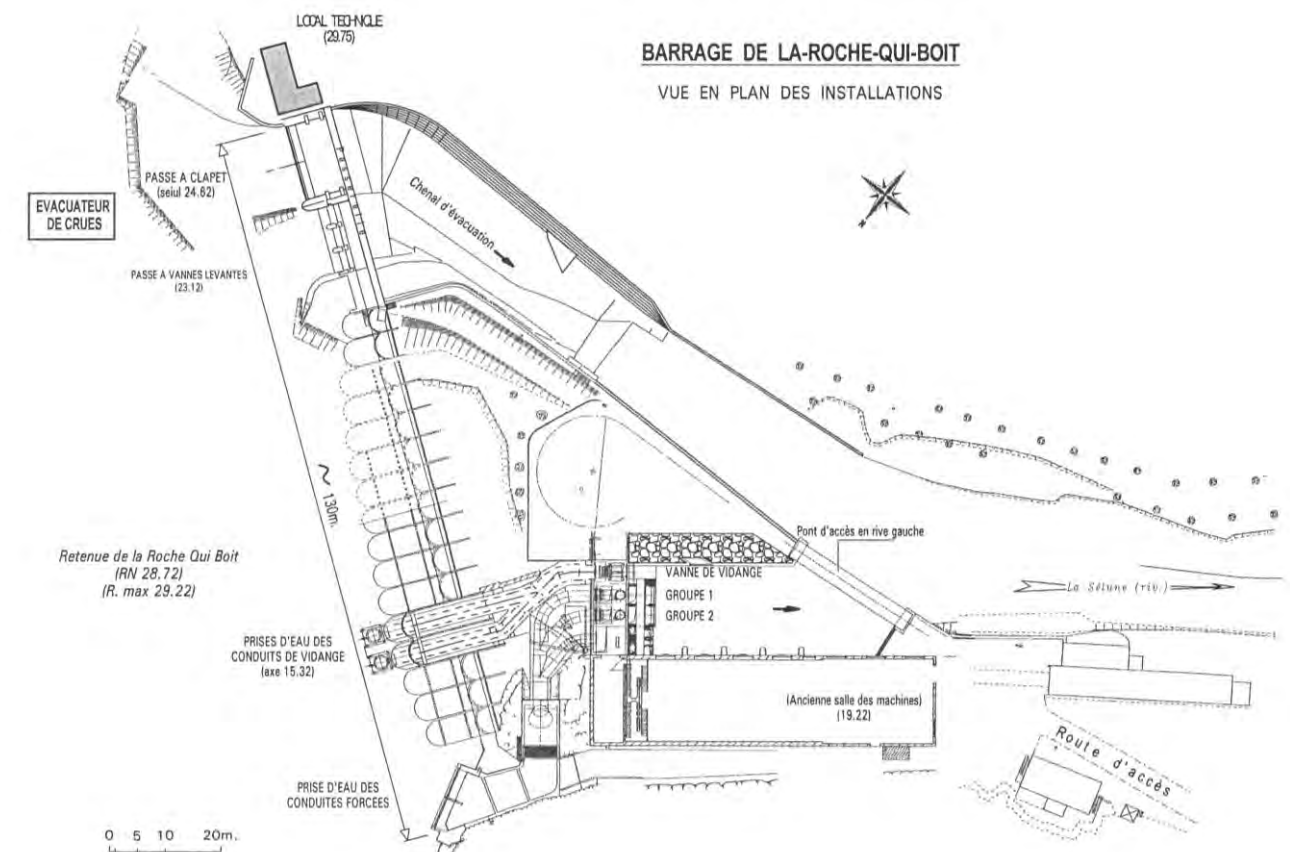 LOCAL TECHNIQUE
(29.75)
BARRAGE DE LA-ROCHE-QUI-BOIT
VUE EN PLAN DES INSTALLATIONS
PASSE A CLAPET
(seiul 24.62)
EVACUATEUR
DE CRUES
Chenal d'évacuation
N
PASSE A VANNES LEVANTES
(23.12)
~ 130m.
Pont d'accès en rive gauche
Retenue de la Roche Qui Boit
(RN 28.72)
(R. max 29.22)
VANNE DE VIDANGE
GROUPE 1
GROUPE 2
La Sélune (riv.)
PRISES D'EAU DES
CONDUITS DE VIDANGE
(axe 15.32)
(Ancienne salle des machines)
(19.22)
Route d'accès
PRISE D'EAU DES
CONDUITES FORCÉES
0 5 10 20m.